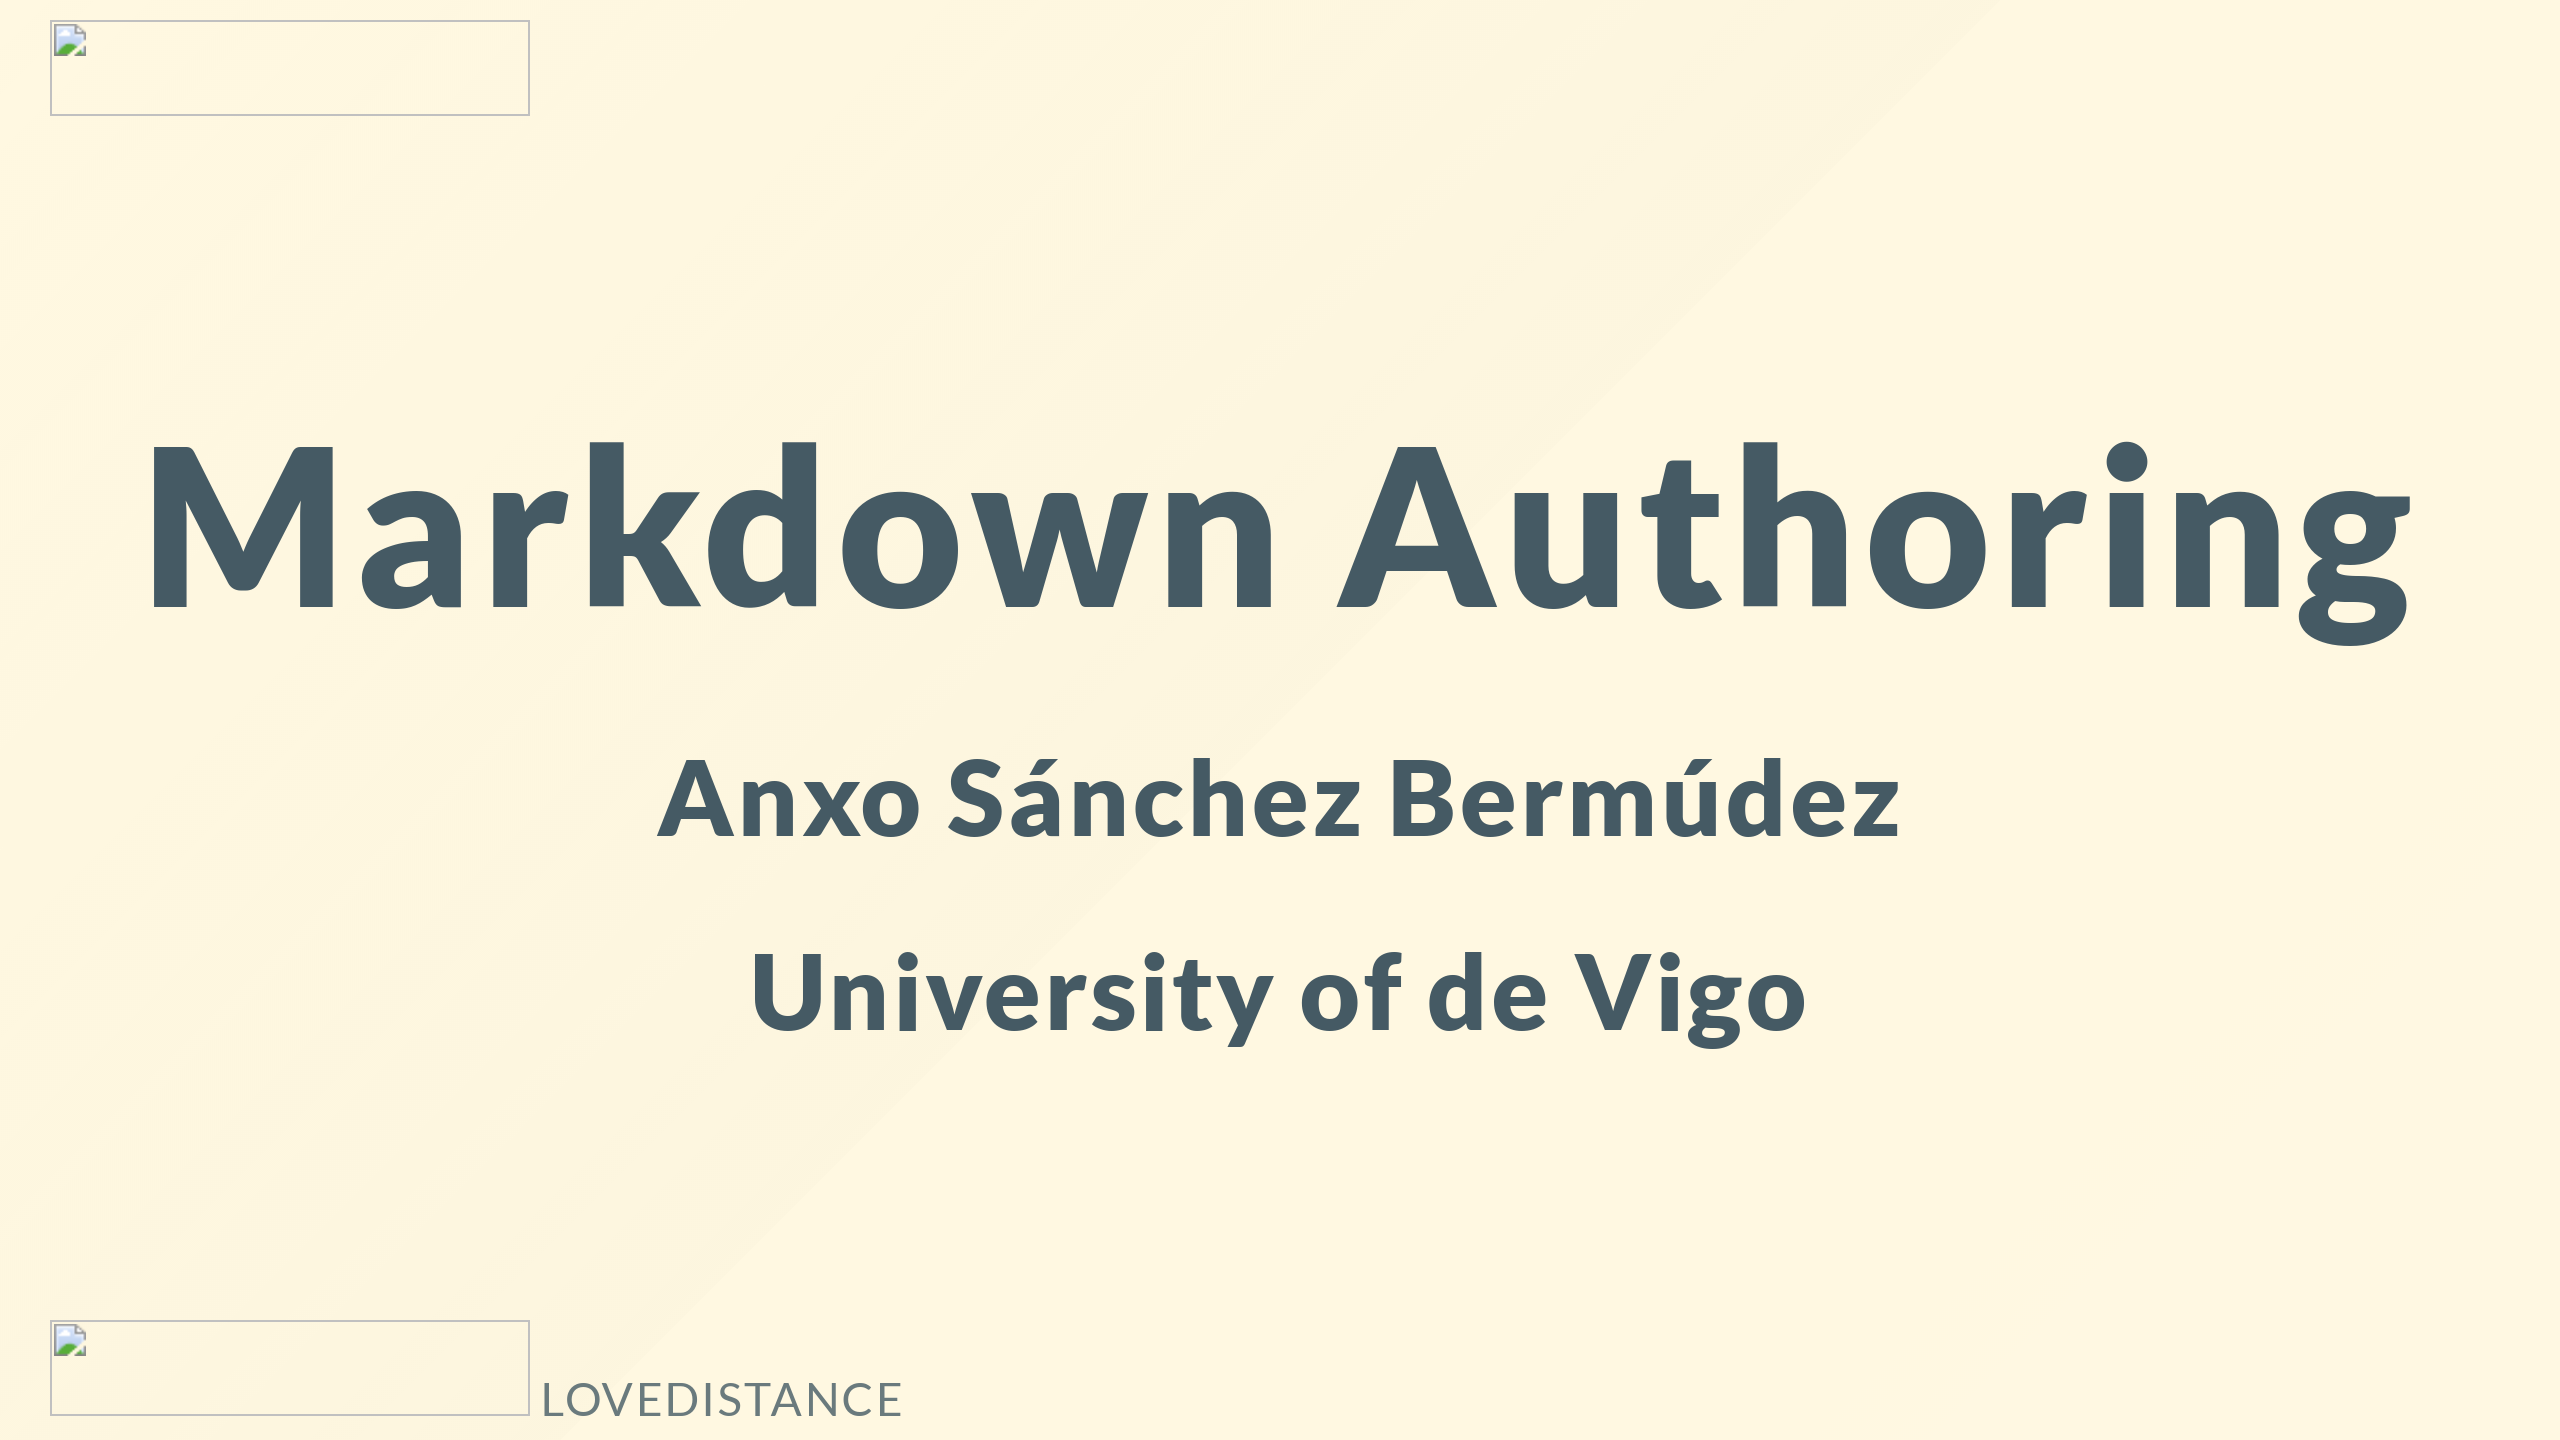 Markdown Authoring
Anxo Sánchez Bermúdez
University of de Vigo
LOVEDISTANCE